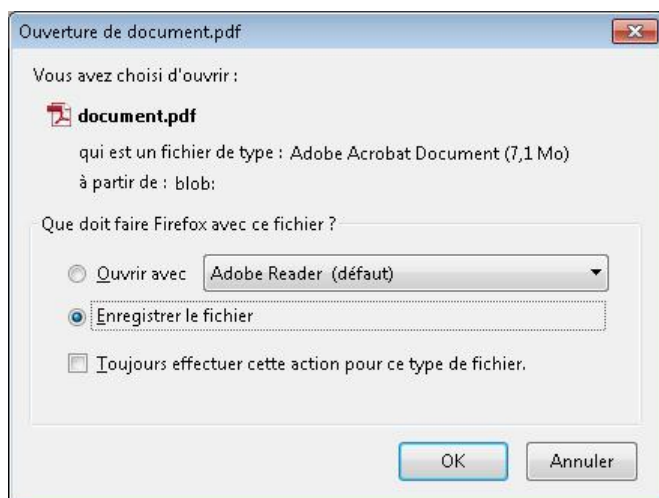 Ouverture de document.pdf
Vous avez choisi d'ouvrir :
document.pdf
qui est un fichier de type : Adobe Acrobat Document (7,1 Mo)
à partir de : blob:
Que doit faire Firefox avec ce fichier ?
Ouvrir avec Adobe Reader (défaut)
Enregistrer le fichier
Toujours effectuer cette action pour ce type de fichier.
OK Annuler